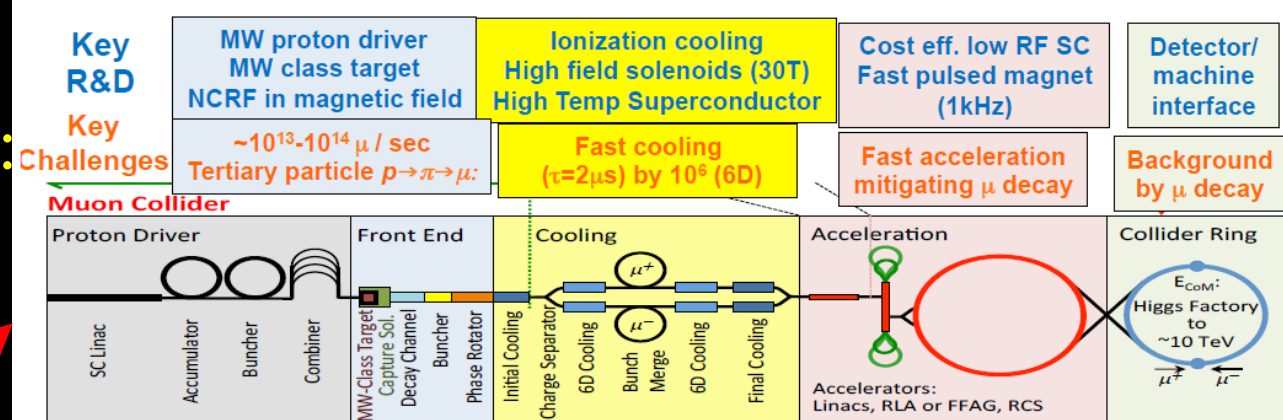 Key
R&D
MW proton driver
MW class target
NCRF in magnetic field
Ionization cooling
High field solenoids (30T)
High Temp Superconductor
Cost eff. low RF SC
Fast pulsed magnet
(1kHz)
Detector/
machine
interface
Key
Challenges
:
:
~10¹³-10¹⁴ μ / sec
Tertiary particle p→π→μ:
Fast cooling
(τ=2μs) by 10⁶ (6D)
Fast acceleration
mitigating μ decay
Background
by μ decay
Muon Collider
Proton Driver
Front End
Cooling
Acceleration
Collider Ring
SC Linac
Accumulator
Buncher
Combiner
MW-Class Target
Capture Sol.
Decay Channel
Buncher
Phase Rotator
Initial Cooling
Charge Separator
6D Cooling
μ⁺
μ⁻
Bunch
Merge
6D Cooling
Final Cooling
Accelerators:
Linacs, RLA or FFAG, RCS
E_CoM:
Higgs Factory
to
~10 TeV
μ⁺ μ⁻